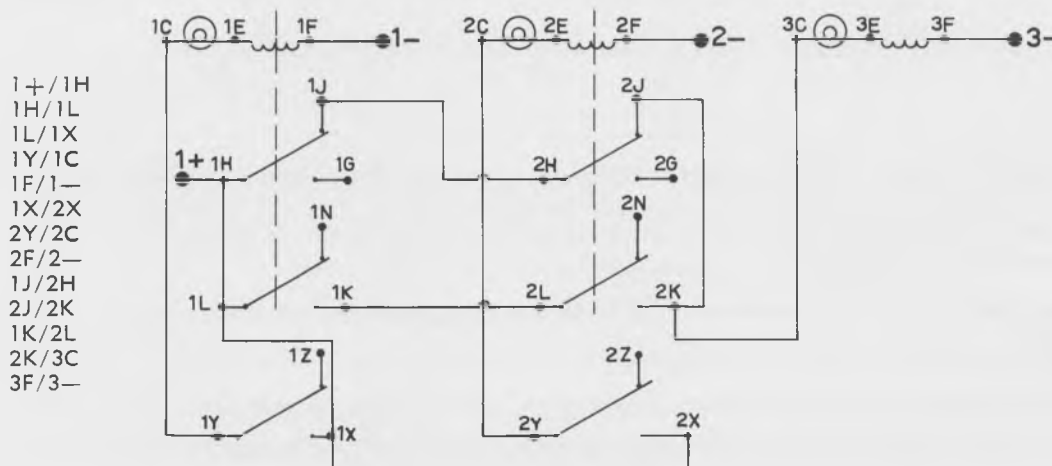 1C 1E 1F 1– 2C 2E 2F 2– 3C 3E 3F 3–
1+/1H
1H/1L
1L/1X
1Y/1C
1F/1—
1X/2X
2Y/2C
2F/2—
1J/2H
2J/2K
1K/2L
2K/3C
3F/3—
1J 2J
1+ 1H 1G 2H 2G
1N 2N
1L 1K 2L 2K
1Z 2Z
1Y 1X 2Y 2X